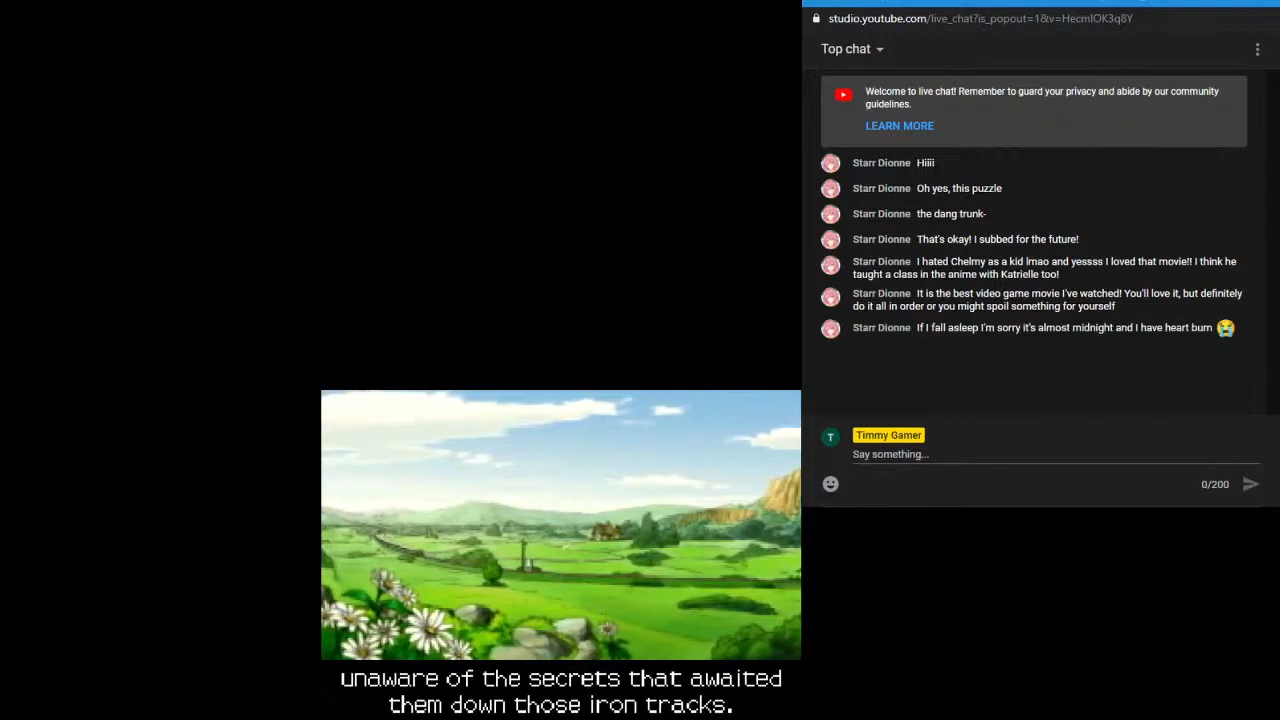 studio.youtube.com/live_chat?is_popout=1&v=HecmlOK3q8Y
Top chat
Welcome to live chat! Remember to guard your privacy and abide by our community
guidelines.
LEARN MORE
Starr Dionne Hiiii
Starr Dionne Oh yes, this puzzle
Starr Dionne the dang trunk-
Starr Dionne That's okay! I subbed for the future!
Starr Dionne I hated Chelmy as a kid lmao and yessss I loved that movie!! I think he
taught a class in the anime with Katrielle too!
Starr Dionne It is the best video game movie I've watched! You'll love it, but definitely
do it all in order or you might spoil something for yourself
Starr Dionne If I fall asleep I'm sorry it's almost midnight and I have heart burn 😭
T
Timmy Gamer
Say something...
0/200
unaware of the secrets that awaited
them down those iron tracks.